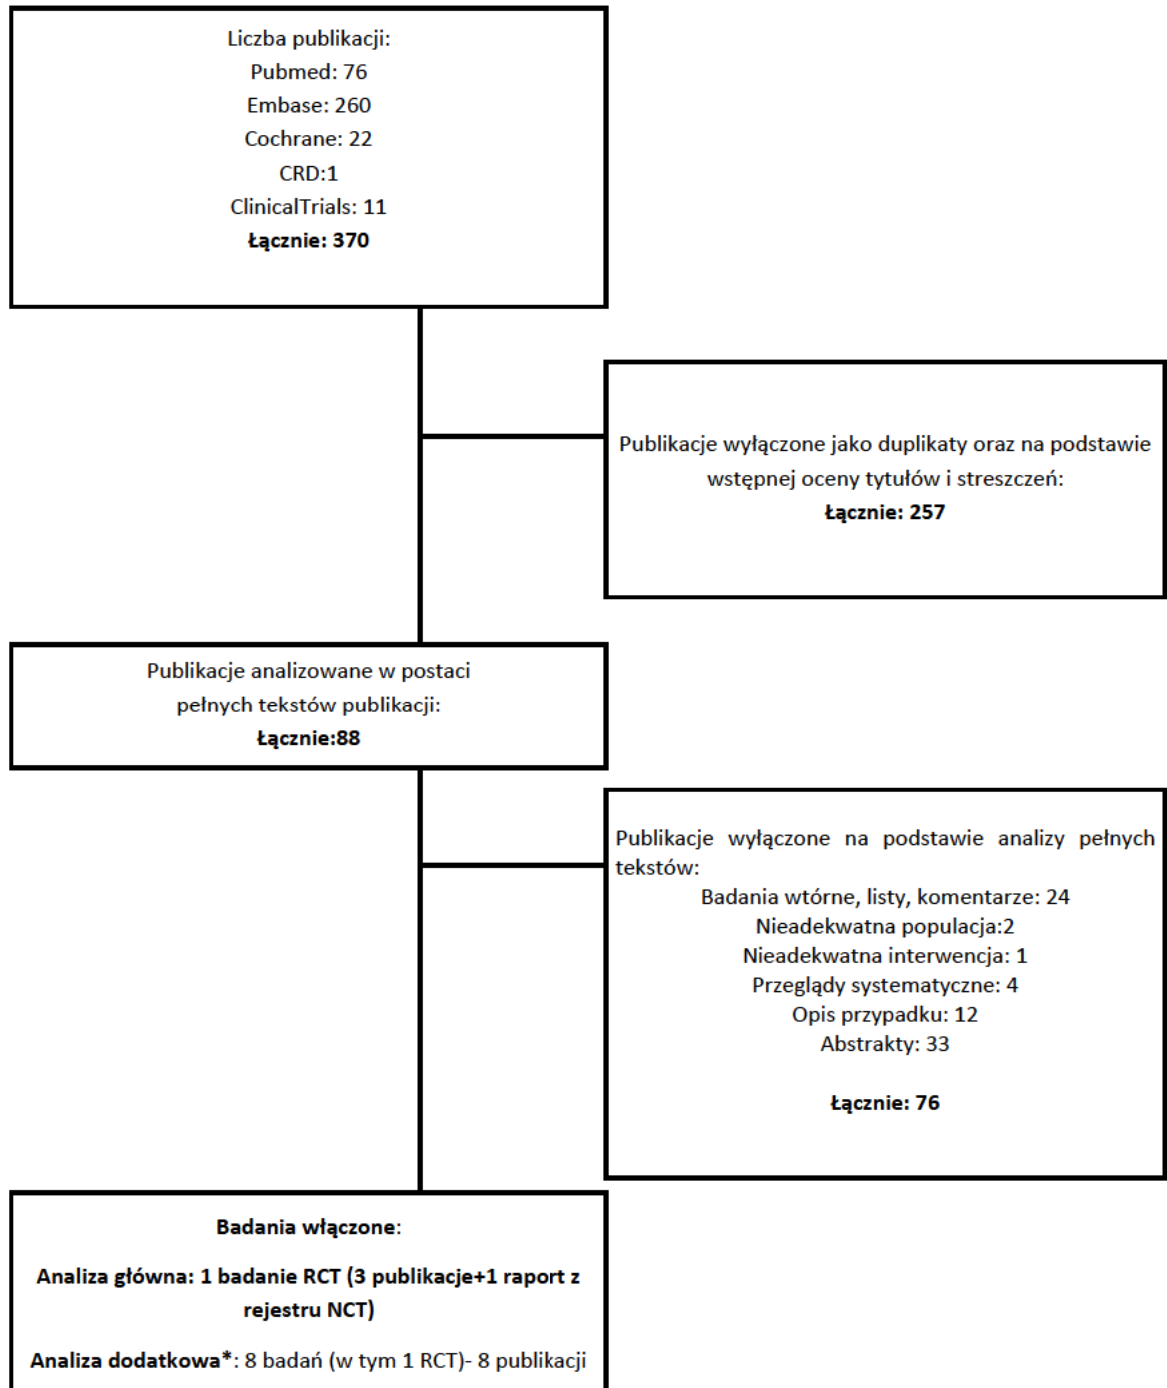 Liczba publikacji:
Pubmed: 76
Embase: 260
Cochrane: 22
CRD:1
ClinicalTrials: 11
Łącznie: 370
Publikacje wyłączone jako duplikaty oraz na podstawie
wstępnej oceny tytułów i streszczeń:
Łącznie: 257
Publikacje analizowane w postaci
pełnych tekstów publikacji:
Łącznie:88
Publikacje wyłączone na podstawie analizy pełnych
tekstów:
Badania wtórne, listy, komentarze: 24
Nieadekwatna populacja:2
Nieadekwatna interwencja: 1
Przeglądy systematyczne: 4
Opis przypadku: 12
Abstrakty: 33
Łącznie: 76
Badania włączone:
Analiza główna: 1 badanie RCT (3 publikacje+1 raport z
rejestru NCT)
Analiza dodatkowa*: 8 badań (w tym 1 RCT)- 8 publikacji